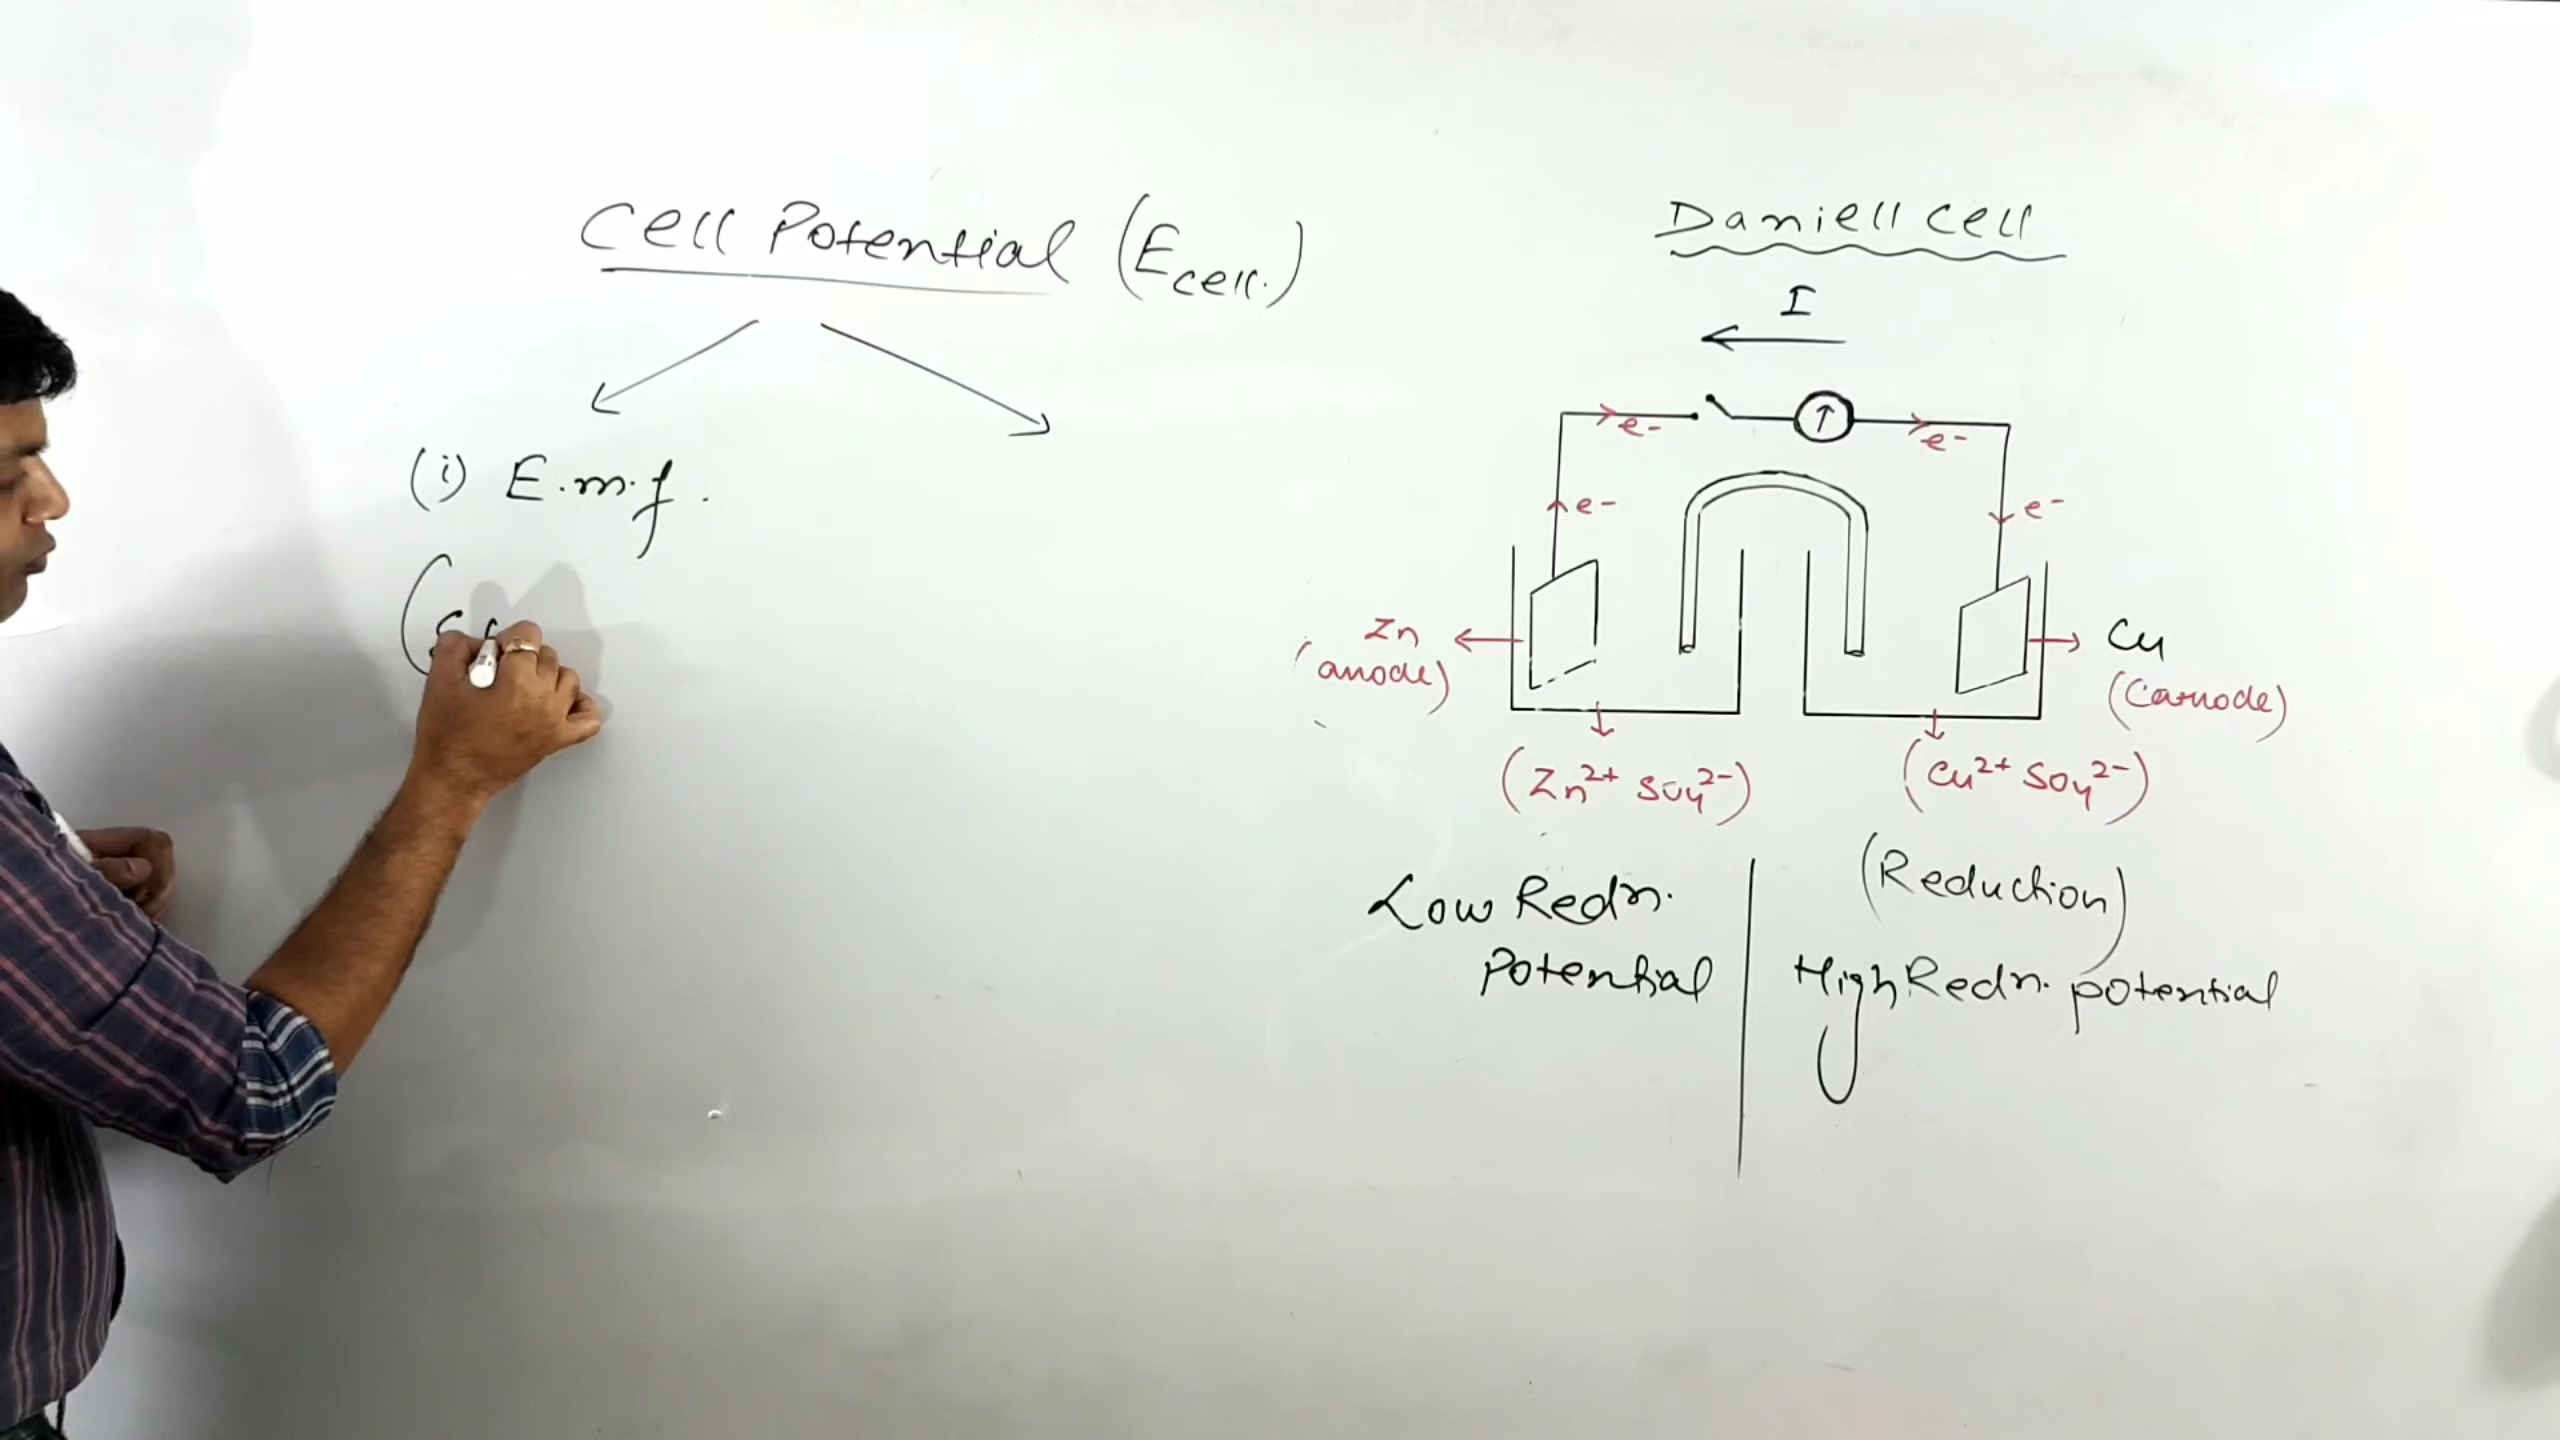 Cell Potential (Ecell.)
(i) E.m.f.
(
Daniell Cell
I
e- e-
e- e-
Zn
(anode)
Cu
(Cathode)
(Zn2+ SO42-)
(Cu2+ SO42-)
Low Redn.
Potential
(Reduction)
High Redn. potential